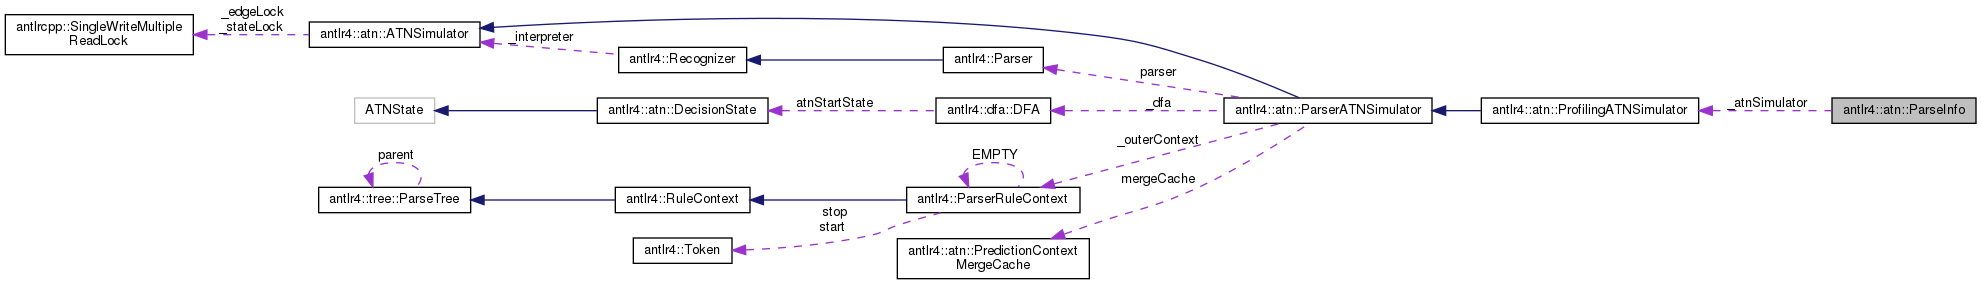 antlrcpp::SingleWriteMultiple
ReadLock
_edgeLock
_stateLock
antlr4::atn::ATNSimulator
_interpreter
antlr4::Recognizer
antlr4::Parser
parser
ATNState
antlr4::atn::DecisionState
atnStartState
antlr4::dfa::DFA
_dfa
antlr4::atn::ParserATNSimulator
antlr4::atn::ProfilingATNSimulator
_atnSimulator
antlr4::atn::ParseInfo
parent
antlr4::tree::ParseTree
antlr4::RuleContext
EMPTY
antlr4::ParserRuleContext
_outerContext
mergeCache
stop
start
antlr4::Token
antlr4::atn::PredictionContext
MergeCache